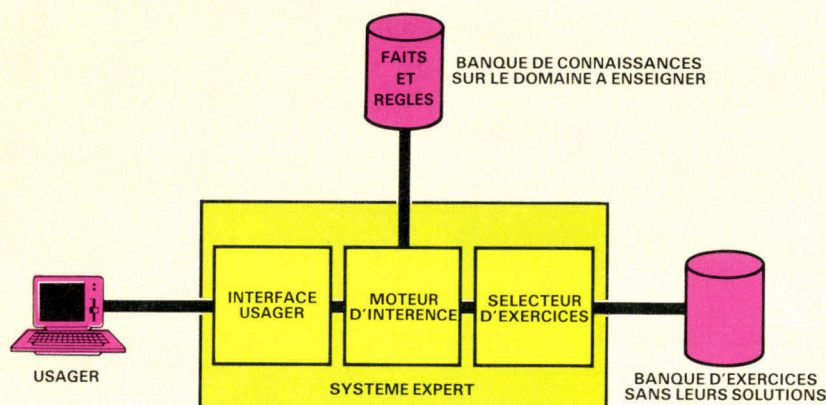 FAITS
ET
REGLES
BANQUE DE CONNAISSANCES
SUR LE DOMAINE A ENSEIGNER
INTERFACE
USAGER
MOTEUR
D'INTERENCE
SELECTEUR
D'EXERCICES
USAGER
SYSTEME EXPERT
BANQUE D'EXERCICES
SANS LEURS SOLUTIONS